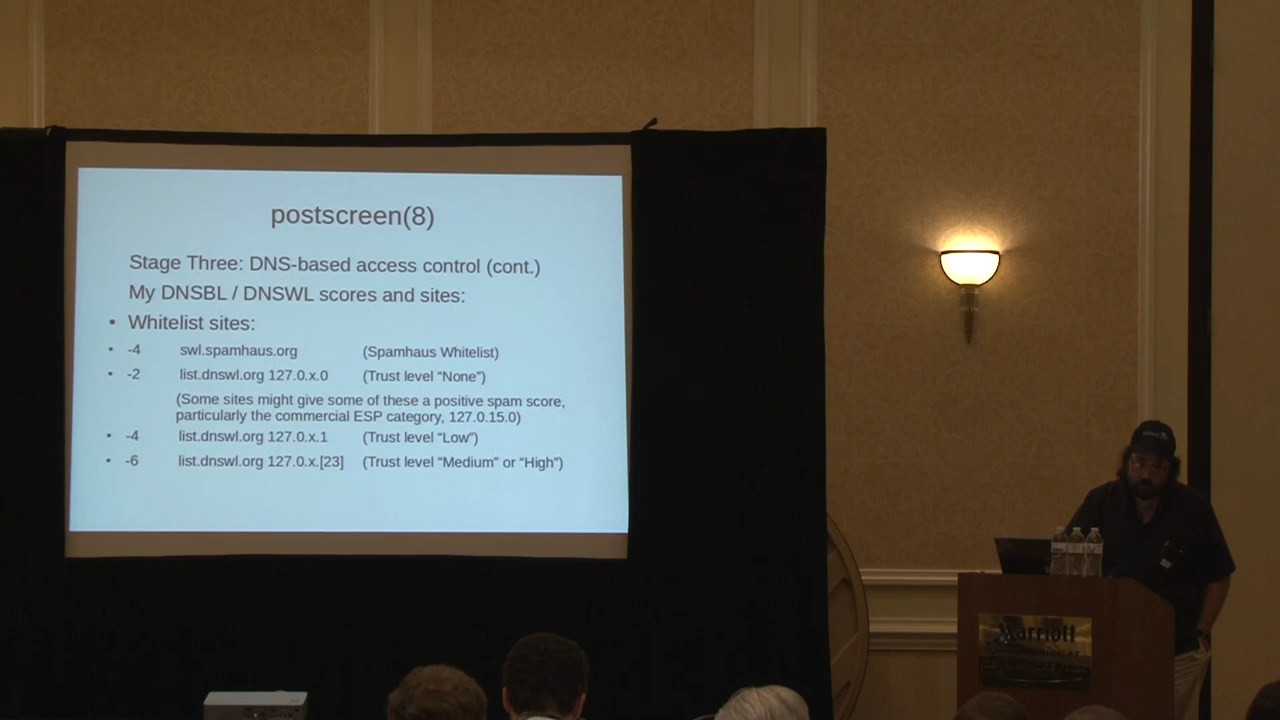 postscreen(8)
Stage Three: DNS-based access control (cont.)
My DNSBL / DNSWL scores and sites:
• Whitelist sites:
• -4 swl.spamhaus.org (Spamhaus Whitelist)
• -2 list.dnswl.org 127.0.x.0 (Trust level “None”)
(Some sites might give some of these a positive spam score,
particularly the commercial ESP category, 127.0.15.0)
• -4 list.dnswl.org 127.0.x.1 (Trust level “Low”)
• -6 list.dnswl.org 127.0.x.[23] (Trust level “Medium” or “High”)
Marriott